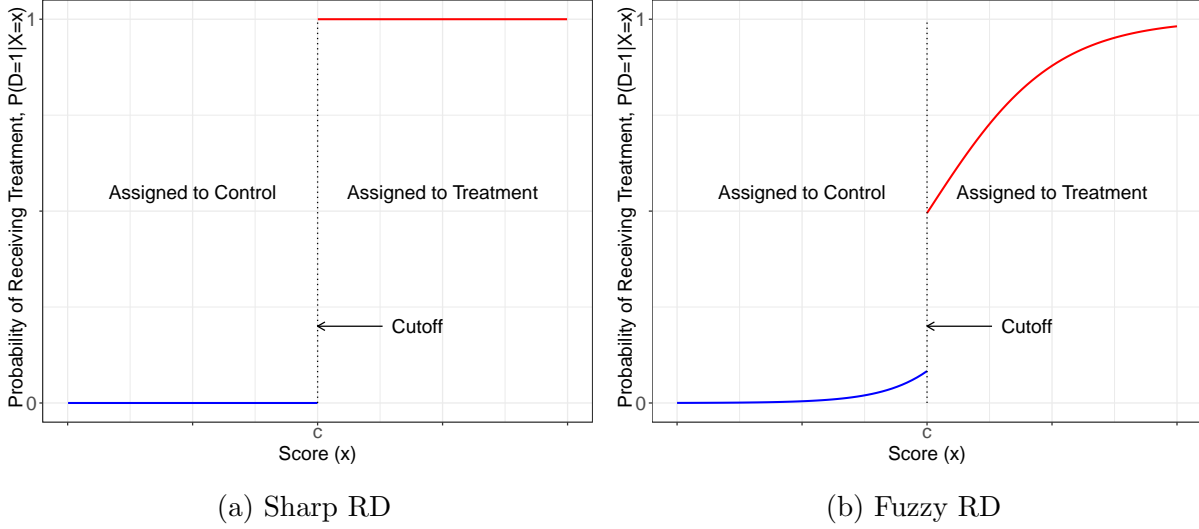 Probability of Receiving Treatment, P(D=1|X=x)
1
Assigned to Control
Assigned to Treatment
Cutoff
0
c
Score (x)
(a) Sharp RD
Probability of Receiving Treatment, P(D=1|X=x)
1
Assigned to Control
Assigned to Treatment
Cutoff
0
c
Score (x)
(b) Fuzzy RD